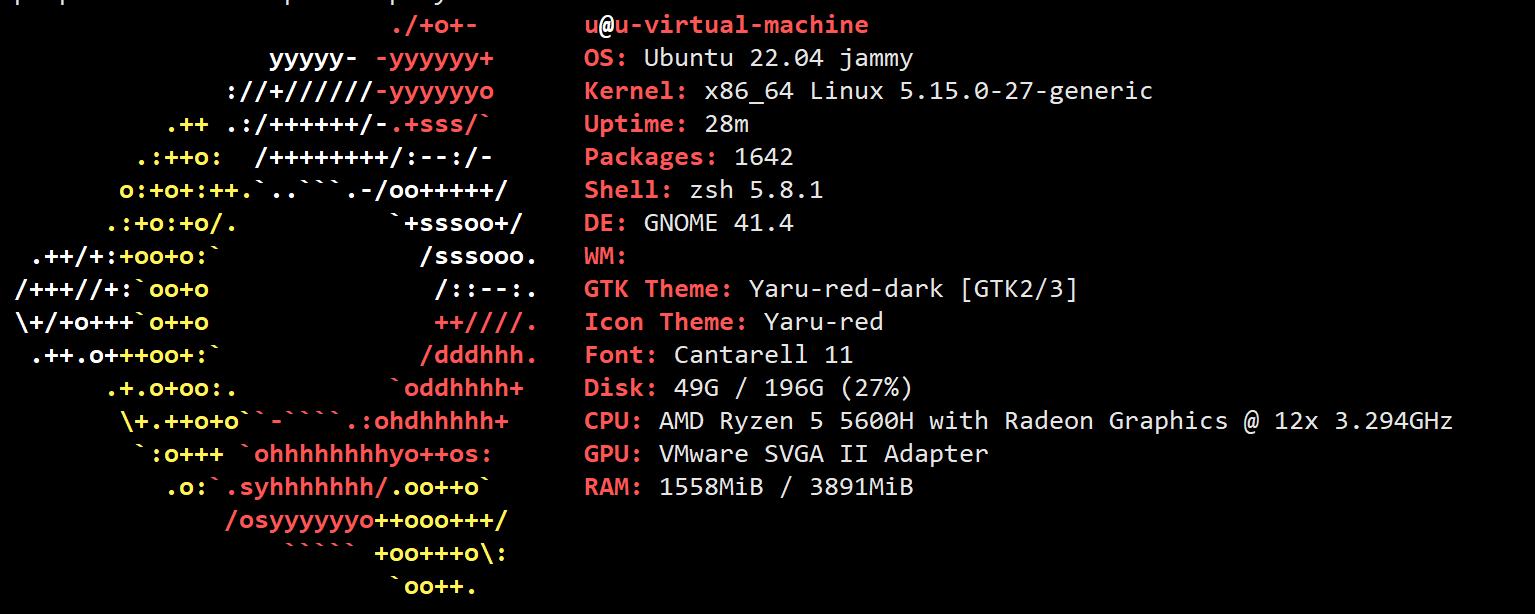 ./+o+- u@u-virtual-machine
yyyyy- -yyyyyy+ OS: Ubuntu 22.04 jammy
://+//////-yyyyyyo Kernel: x86_64 Linux 5.15.0-27-generic
.++ .:/++++++/-.+sss/` Uptime: 28m
.:++o: /++++++++/:--:/- Packages: 1642
o:+o+:++.`..```.-/oo+++++/ Shell: zsh 5.8.1
.:+o:+o/. `+sssoo+/ DE: GNOME 41.4
.++/+:+oo+o:` /sssooo. WM:
/+++//+:`oo+o /::--:. GTK Theme: Yaru-red-dark [GTK2/3]
\+/+o+++`o++o ++////. Icon Theme: Yaru-red
.++.o+++oo+:` /dddhhh. Font: Cantarell 11
.+.o+oo:. `oddhhhh+ Disk: 49G / 196G (27%)
\+.++o+o``-````.:ohdhhhhh+ CPU: AMD Ryzen 5 5600H with Radeon Graphics @ 12x 3.294GHz
`:o+++ `ohhhhhhhhyo++os: GPU: VMware SVGA II Adapter
.o:`.syhhhhhhh/.oo++o` RAM: 1558MiB / 3891MiB
/osyyyyyyo++ooo+++/
````` +oo+++o\:
`oo++.